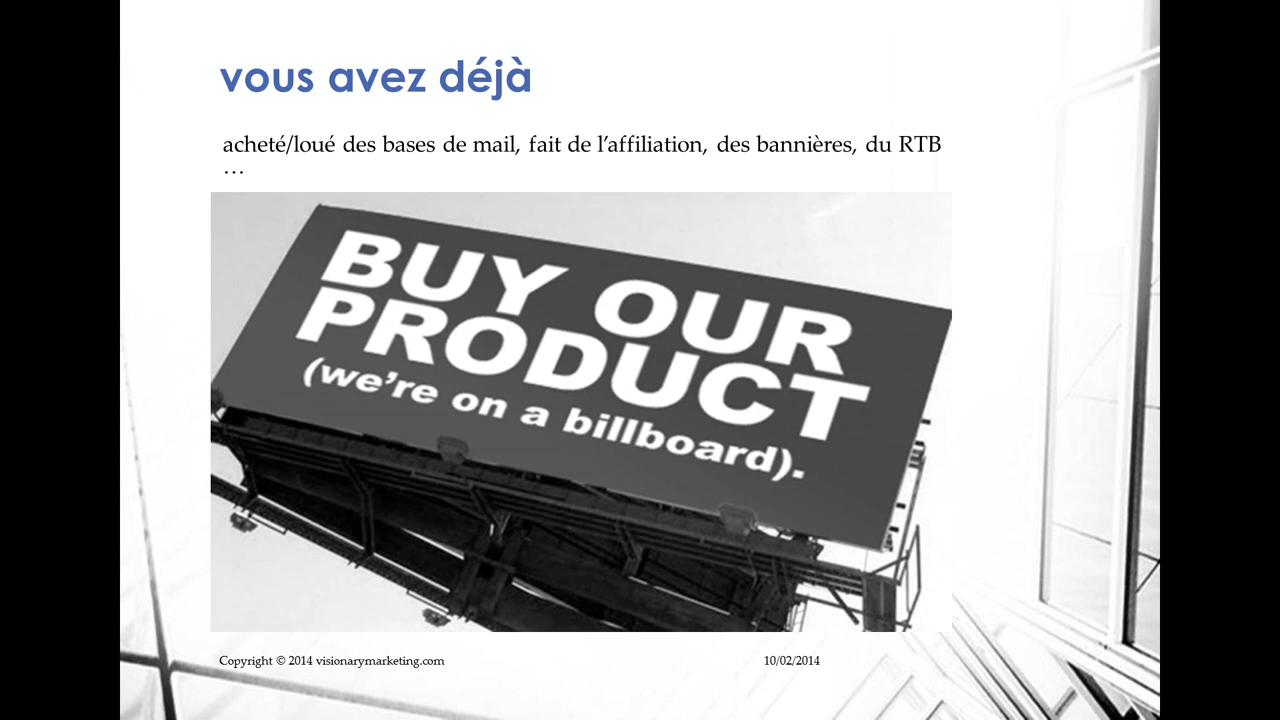 vous avez déjà
acheté/loué des bases de mail, fait de l’affiliation, des bannières, du RTB
…
BUY OUR
PRODUCT
(we’re on a billboard).
Copyright © 2014 visionarymarketing.com
10/02/2014